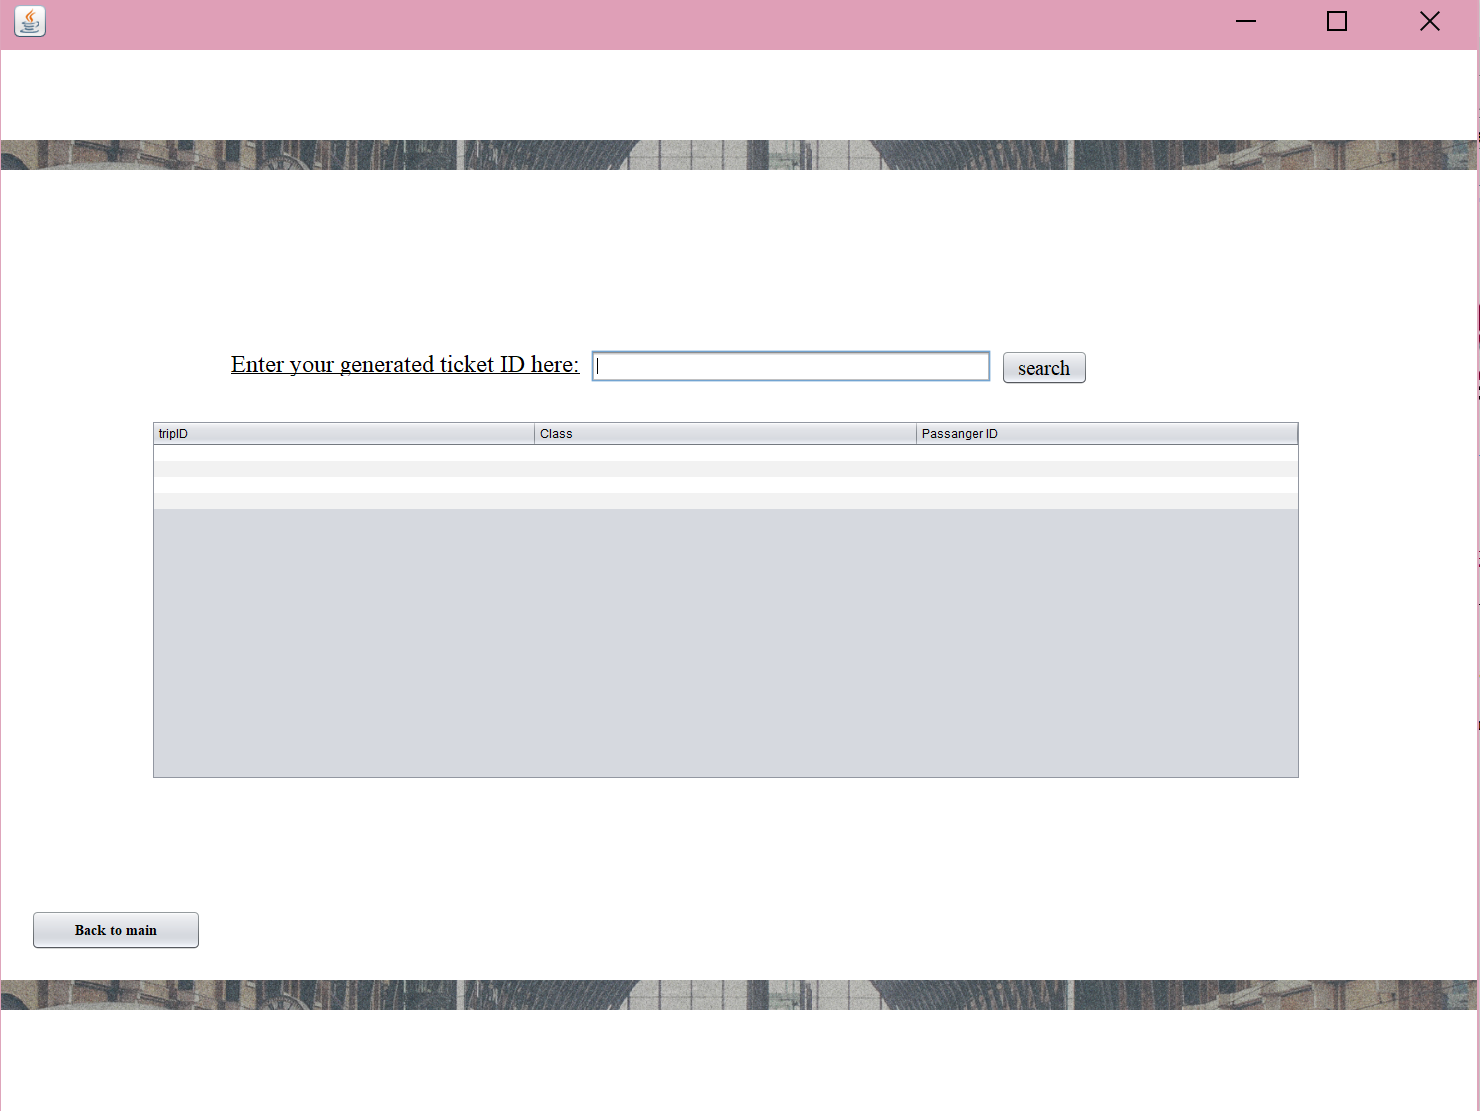 Enter your generated ticket ID here: search
tripID Class Passanger ID
Back to main